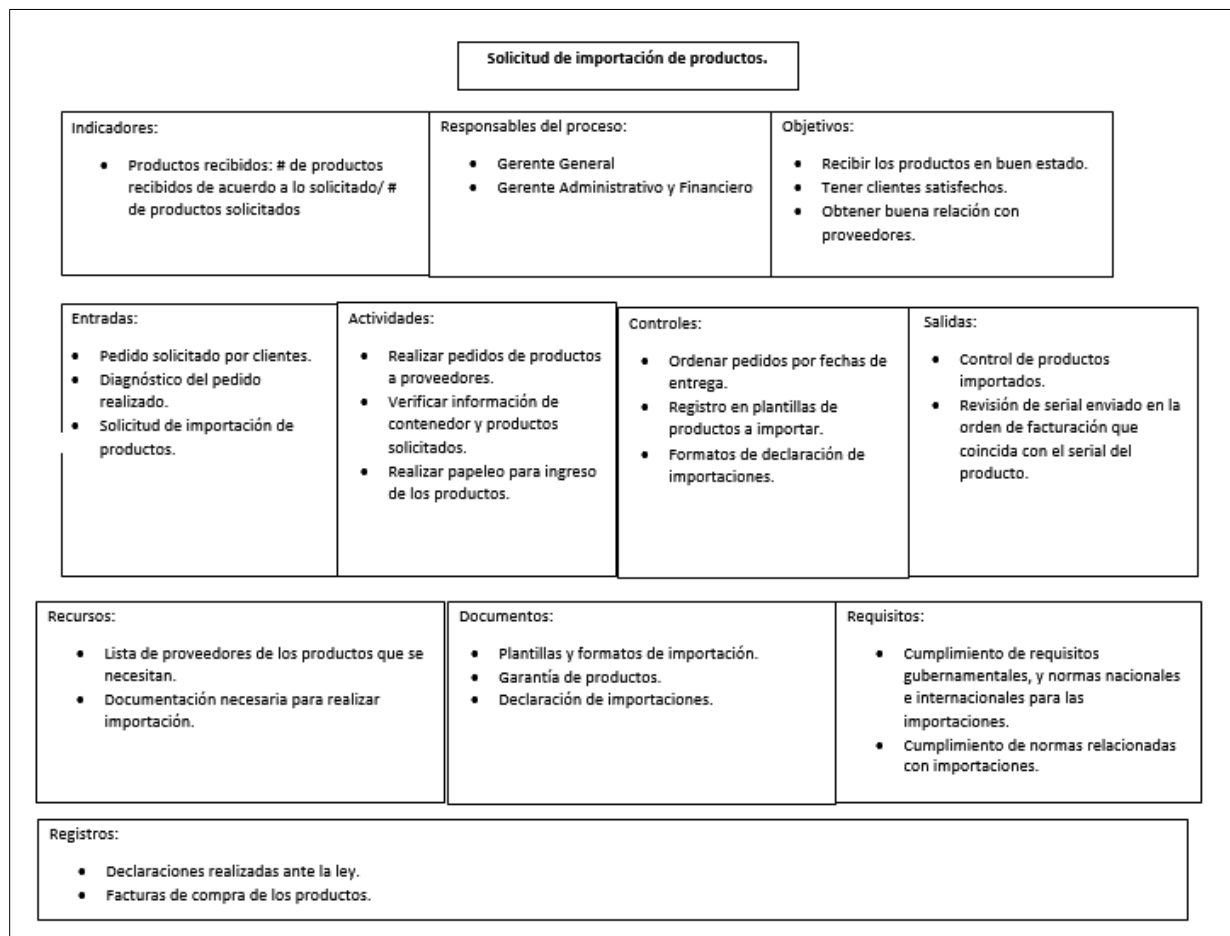 Solicitud de importación de productos.
Indicadores:
• Productos recibidos: # de productos
recibidos de acuerdo a lo solicitado/ #
de productos solicitados
Responsables del proceso:
• Gerente General
• Gerente Administrativo y Financiero
Objetivos:
• Recibir los productos en buen estado.
• Tener clientes satisfechos.
• Obtener buena relación con
proveedores.
Entradas:
• Pedido solicitado por clientes.
• Diagnóstico del pedido
realizado.
• Solicitud de importación de
productos.
Actividades:
• Realizar pedidos de productos
a proveedores.
• Verificar información de
contenedor y productos
solicitados.
• Realizar papeleo para ingreso
de los productos.
Controles:
• Ordenar pedidos por fechas de
entrega.
• Registro en plantillas de
productos a importar.
• Formatos de declaración de
importaciones.
Salidas:
• Control de productos
importados.
• Revisión de serial enviado en la
orden de facturación que
coincida con el serial del
producto.
Recursos:
• Lista de proveedores de los productos que se
necesitan.
• Documentación necesaria para realizar
importación.
Documentos:
• Plantillas y formatos de importación.
• Garantía de productos.
• Declaración de importaciones.
Requisitos:
• Cumplimiento de requisitos
gubernamentales, y normas nacionales
e internacionales para las
importaciones.
• Cumplimiento de normas relacionadas
con importaciones.
Registros:
• Declaraciones realizadas ante la ley.
• Facturas de compra de los productos.